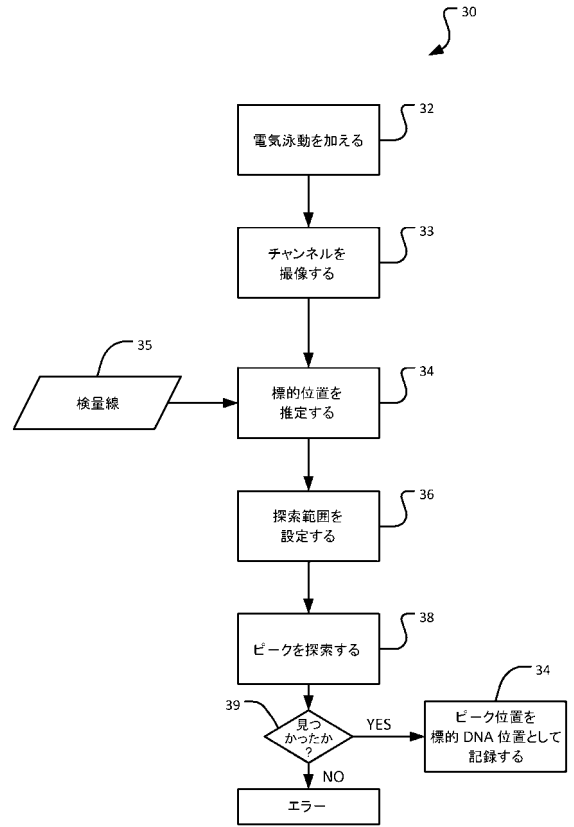 30
電気泳動を加える
32
チャンネルを
撮像する
33
35
検量線
標的位置を
推定する
34
探索範囲を
設定する
36
ピークを探索する
38
39
見つ
かったか
?
YES
34
ピーク位置を
標的 DNA 位置として
記録する
NO
エラー